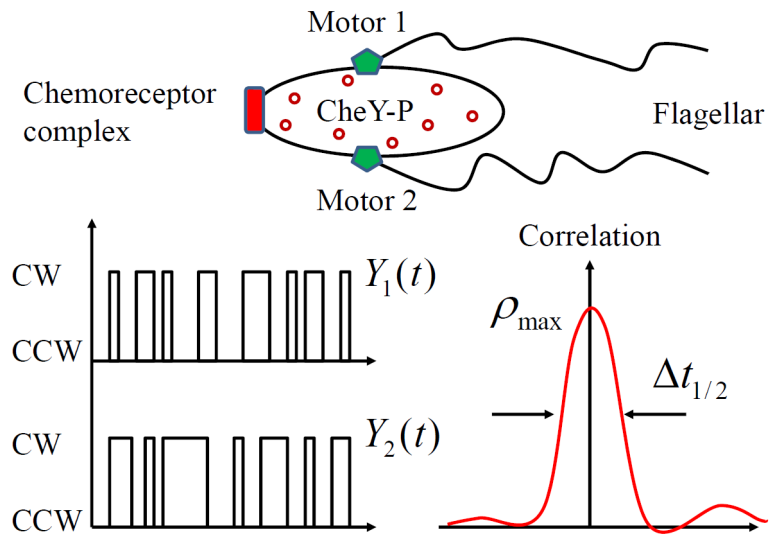 Motor 1
Chemoreceptor
complex
CheY-P
Flagellar
Motor 2
CW
Y₁(t)
CCW
CW
Y₂(t)
CCW
Correlation
ρmax
Δt1/2